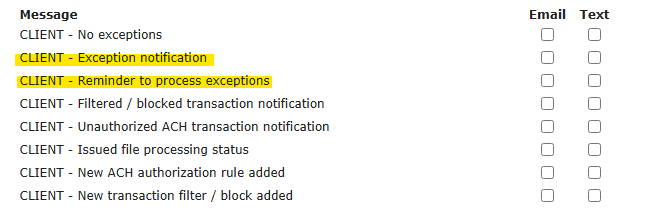 Message Email Text
CLIENT - No exceptions
CLIENT - Exception notification
CLIENT - Reminder to process exceptions
CLIENT - Filtered / blocked transaction notification
CLIENT - Unauthorized ACH transaction notification
CLIENT - Issued file processing status
CLIENT - New ACH authorization rule added
CLIENT - New transaction filter / block added